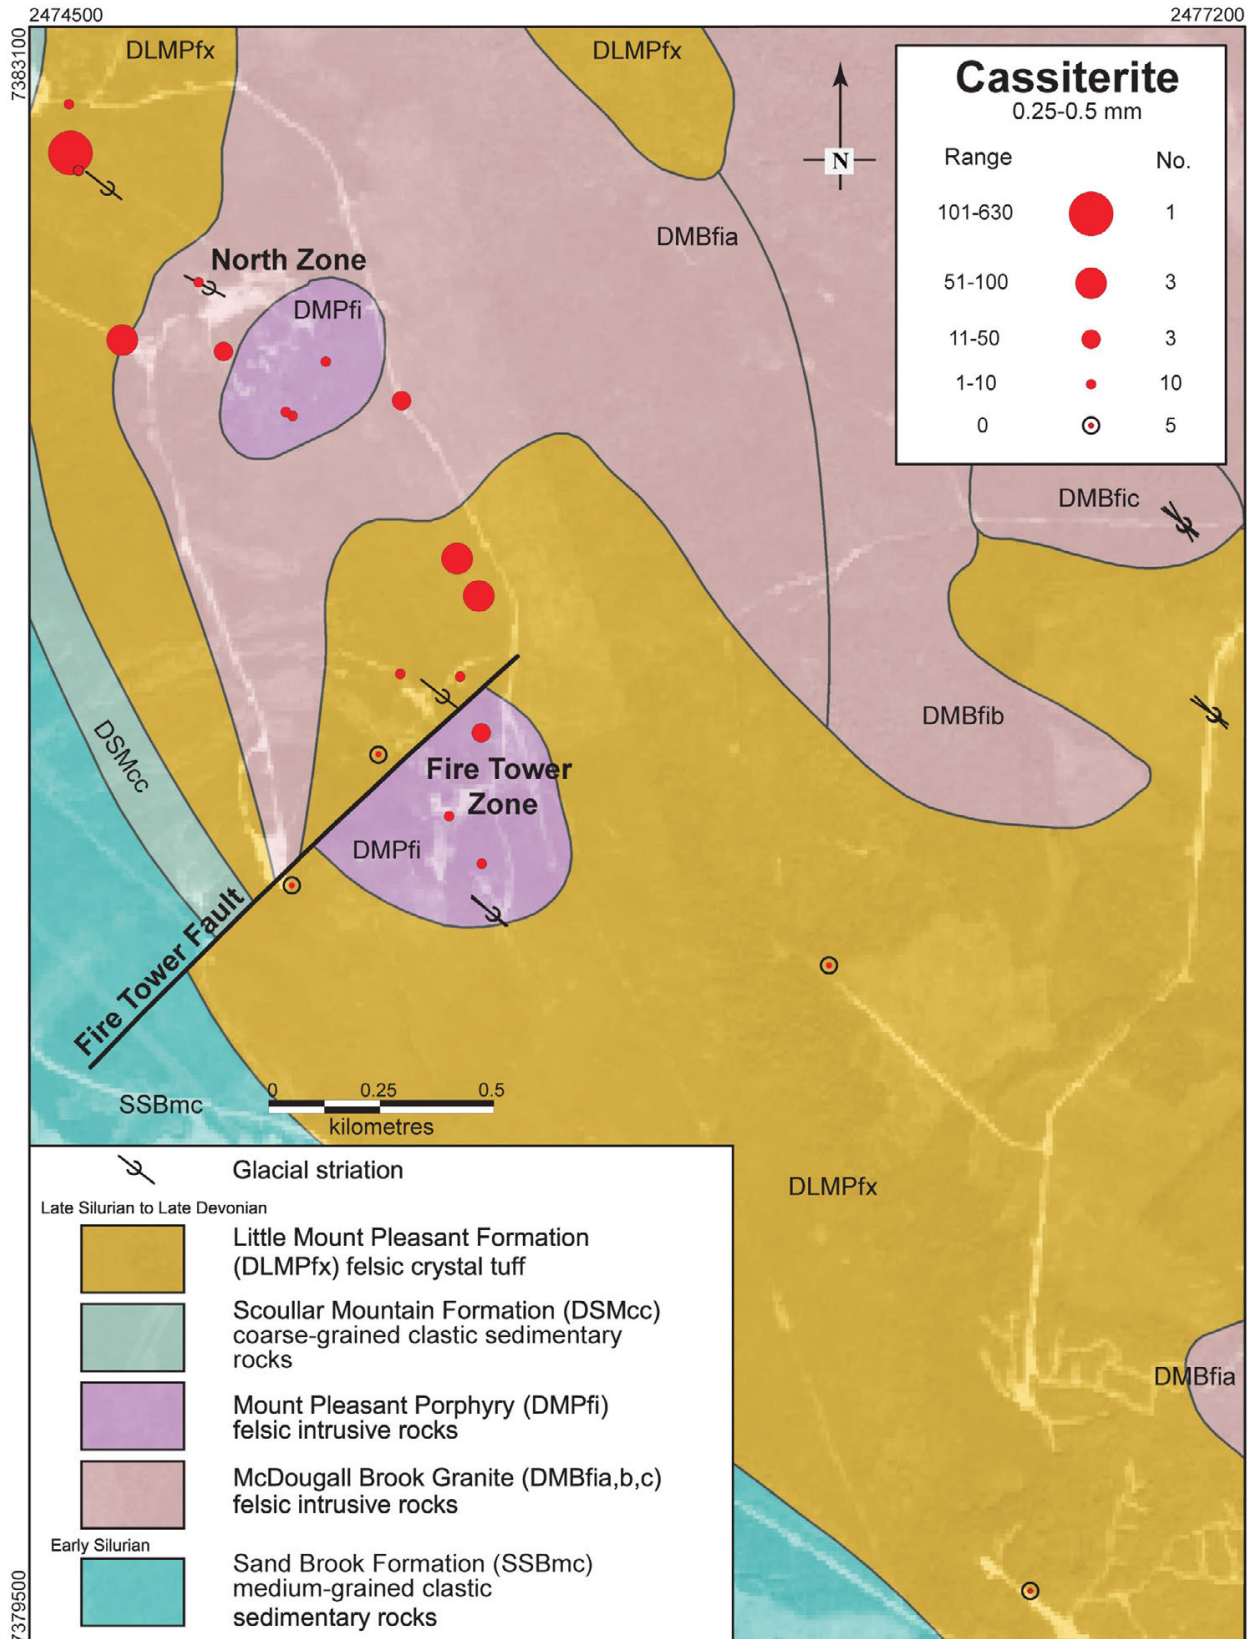 2474500
2477200
7383100
DLMPfx
DLMPfx
Cassiterite
0.25-0.5 mm
Range No.
101-630 1
51-100 3
11-50 3
1-10 10
0 5
N
DMBfia
North Zone
DMPfi
DMBfic
DMBfib
DSMcc
Fire Tower
Zone
DMPfi
Fire Tower Fault
SSBmc
0 0.25 0.5
kilometres
DLMPfx
DMBfia
7379500
Glacial striation
Late Silurian to Late Devonian
Little Mount Pleasant Formation
(DLMPfx) felsic crystal tuff
Scoullar Mountain Formation (DSMcc)
coarse-grained clastic sedimentary
rocks
Mount Pleasant Porphyry (DMPfi)
felsic intrusive rocks
McDougall Brook Granite (DMBfia,b,c)
felsic intrusive rocks
Early Silurian
Sand Brook Formation (SSBmc)
medium-grained clastic
sedimentary rocks